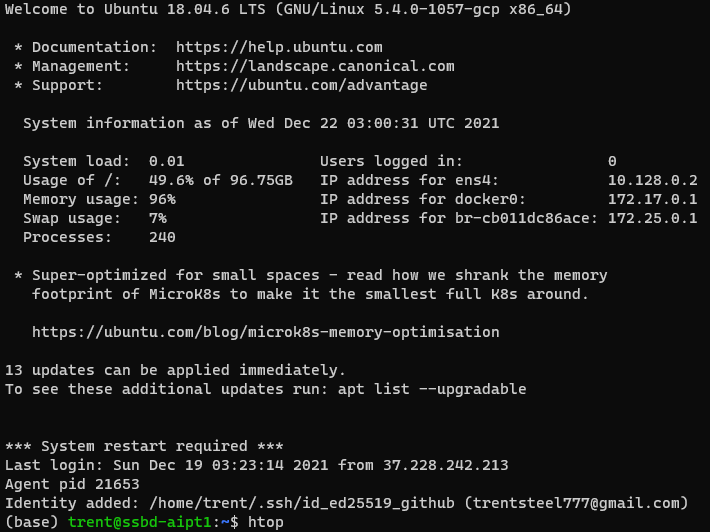 Welcome to Ubuntu 18.04.6 LTS (GNU/Linux 5.4.0-1057-gcp x86_64)
* Documentation: https://help.ubuntu.com
* Management: https://landscape.canonical.com
* Support: https://ubuntu.com/advantage
System information as of Wed Dec 22 03:00:31 UTC 2021
System load: 0.01 Users logged in: 0
Usage of /: 49.6% of 96.75GB IP address for ens4: 10.128.0.2
Memory usage: 96% IP address for docker0: 172.17.0.1
Swap usage: 7% IP address for br-cb011dc86ace: 172.25.0.1
Processes: 240
* Super-optimized for small spaces - read how we shrank the memory
footprint of MicroK8s to make it the smallest full K8s around.
https://ubuntu.com/blog/microk8s-memory-optimisation
13 updates can be applied immediately.
To see these additional updates run: apt list --upgradable
*** System restart required ***
Last login: Sun Dec 19 03:23:14 2021 from 37.228.242.213
Agent pid 21653
Identity added: /home/trent/.ssh/id_ed25519_github (trentsteel777@gmail.com)
(base) trent@ssbd-aipt1:~$ htop